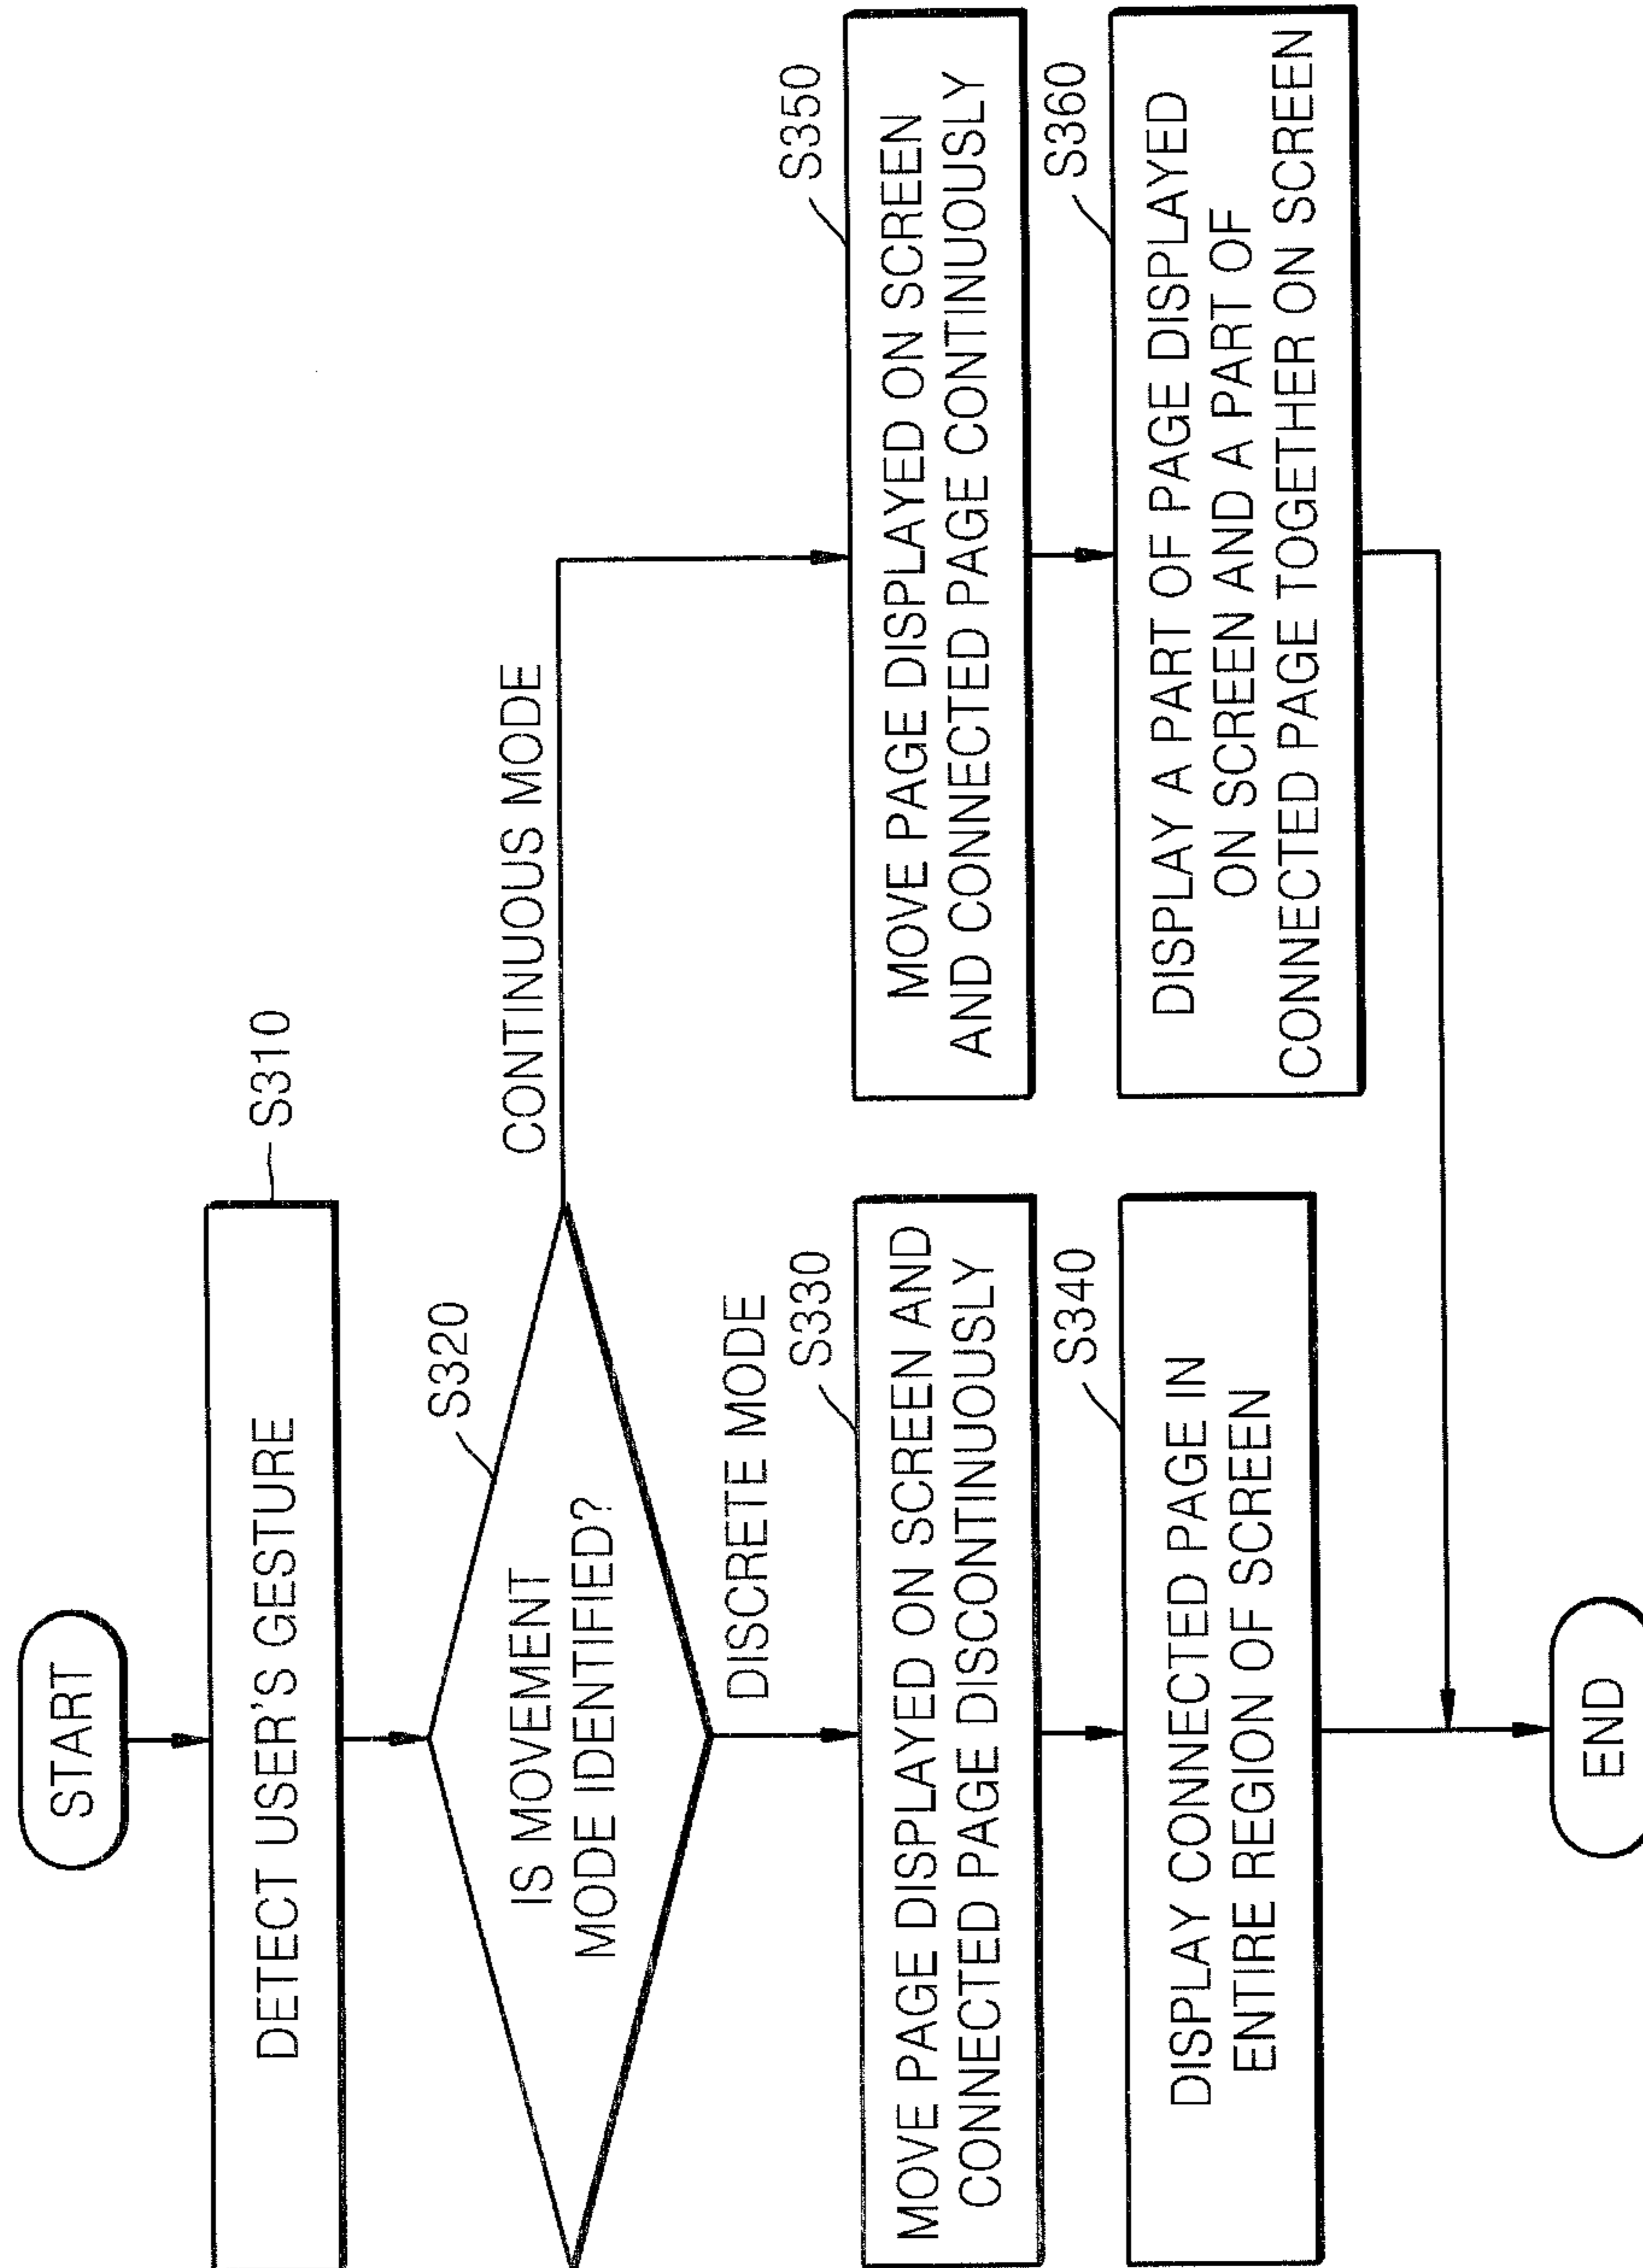 START
DETECT USER'S GESTURE
S310
IS MOVEMENT
MODE IDENTIFIED?
S320
CONTINUOUS MODE
DISCRETE MODE
S330
MOVE PAGE DISPLAYED ON SCREEN AND
CONNECTED PAGE DISCONTINUOUSLY
S340
DISPLAY CONNECTED PAGE IN
ENTIRE REGION OF SCREEN
S350
MOVE PAGE DISPLAYED ON SCREEN
AND CONNECTED PAGE CONTINUOUSLY
S360
DISPLAY A PART OF PAGE DISPLAYED
ON SCREEN AND A PART OF
CONNECTED PAGE TOGETHER ON SCREEN
END